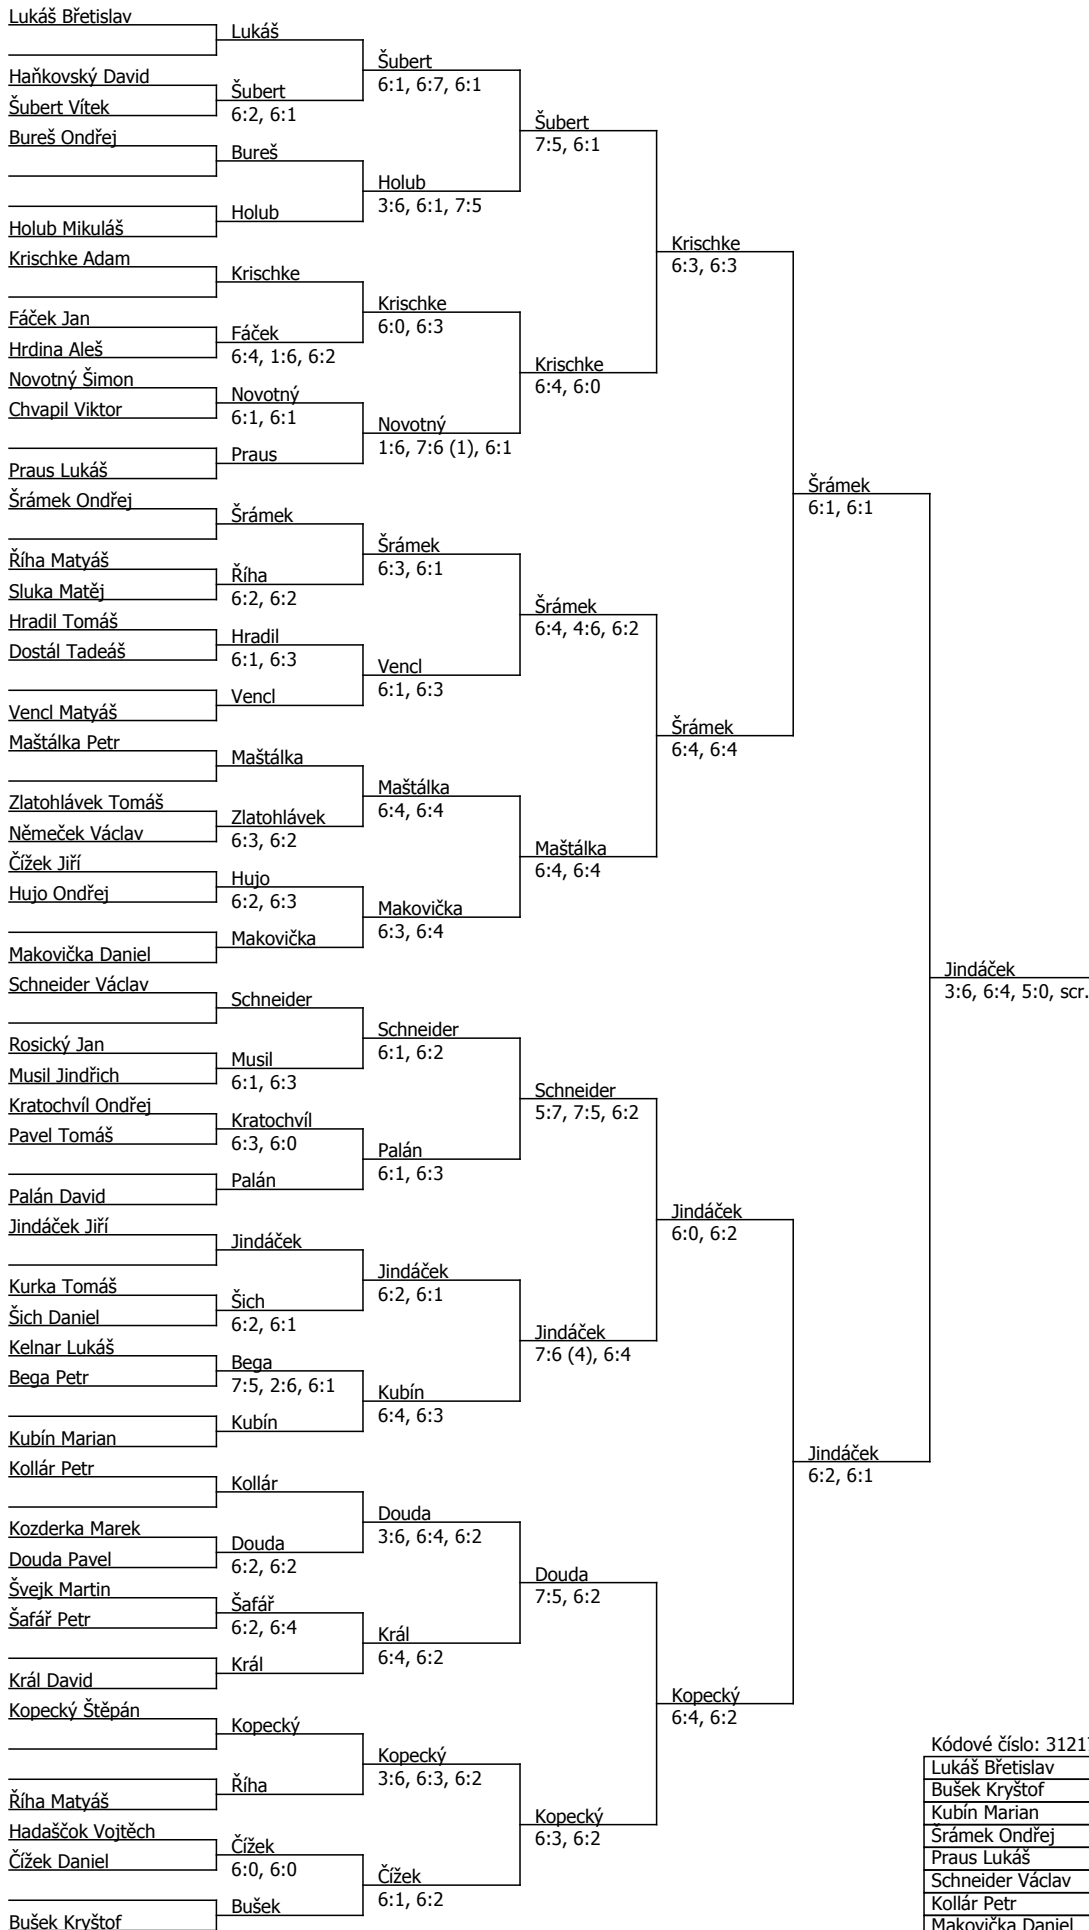 Lukáš Břetislav
Haňkovský David
Šubert Vítek
Bureš Ondřej
Holub Mikuláš
Krischke Adam
Fáček Jan
Hrdina Aleš
Novotný Šimon
Chvapil Viktor
Praus Lukáš
Šrámek Ondřej
Říha Matyáš
Sluka Matěj
Hradil Tomáš
Dostál Tadeáš
Vencl Matyáš
Maštálka Petr
Zlatohlávek Tomáš
Němeček Václav
Čížek Jiří
Hujo Ondřej
Makovička Daniel
Schneider Václav
Rosický Jan
Musil Jindřich
Kratochvíl Ondřej
Pavel Tomáš
Palán David
Jindáček Jiří
Kurka Tomáš
Šich Daniel
Kelnar Lukáš
Bega Petr
Kubín Marian
Kollár Petr
Kozderka Marek
Douda Pavel
Švejk Martin
Šafář Petr
Král David
Kopecký Štěpán
Říha Matyáš
Hadaščok Vojtěch
Čížek Daniel
Bušek Kryštof
Lukáš
Šubert
6:2, 6:1
Bureš
Holub
Krischke
Fáček
6:4, 1:6, 6:2
Novotný
6:1, 6:1
Praus
Šrámek
Říha
6:2, 6:2
Hradil
6:1, 6:3
Vencl
Maštálka
Zlatohlávek
6:3, 6:2
Hujo
6:2, 6:3
Makovička
Schneider
Musil
6:1, 6:3
Kratochvíl
6:3, 6:0
Palán
Jindáček
Šich
6:2, 6:1
Bega
7:5, 2:6, 6:1
Kubín
Kollár
Douda
6:2, 6:2
Šafář
6:2, 6:4
Král
Kopecký
Říha
Čížek
6:0, 6:0
Bušek
Šubert
6:1, 6:7, 6:1
Holub
3:6, 6:1, 7:5
Krischke
6:0, 6:3
Novotný
1:6, 7:6 (1), 6:1
Šrámek
6:3, 6:1
Vencl
6:1, 6:3
Maštálka
6:4, 6:4
Makovička
6:3, 6:4
Schneider
6:1, 6:2
Palán
6:1, 6:3
Jindáček
6:2, 6:1
Kubín
6:4, 6:3
Douda
3:6, 6:4, 6:2
Král
6:4, 6:2
Kopecký
3:6, 6:3, 6:2
Čížek
6:1, 6:2
Šubert
7:5, 6:1
Krischke
6:4, 6:0
Šrámek
6:4, 4:6, 6:2
Maštálka
6:4, 6:4
Schneider
5:7, 7:5, 6:2
Jindáček
7:6 (4), 6:4
Douda
7:5, 6:2
Kopecký
6:3, 6:2
Krischke
6:3, 6:3
Šrámek
6:4, 6:4
Jindáček
6:0, 6:2
Kopecký
6:4, 6:2
Šrámek
6:1, 6:1
Jindáček
6:2, 6:1
Jindáček
3:6, 6:4, 5:0, scr.
Kódové číslo: 3121
Lukáš Břetislav
Bušek Kryštof
Kubín Marian
Šrámek Ondřej
Praus Lukáš
Schneider Václav
Kollár Petr
Makovička Daniel